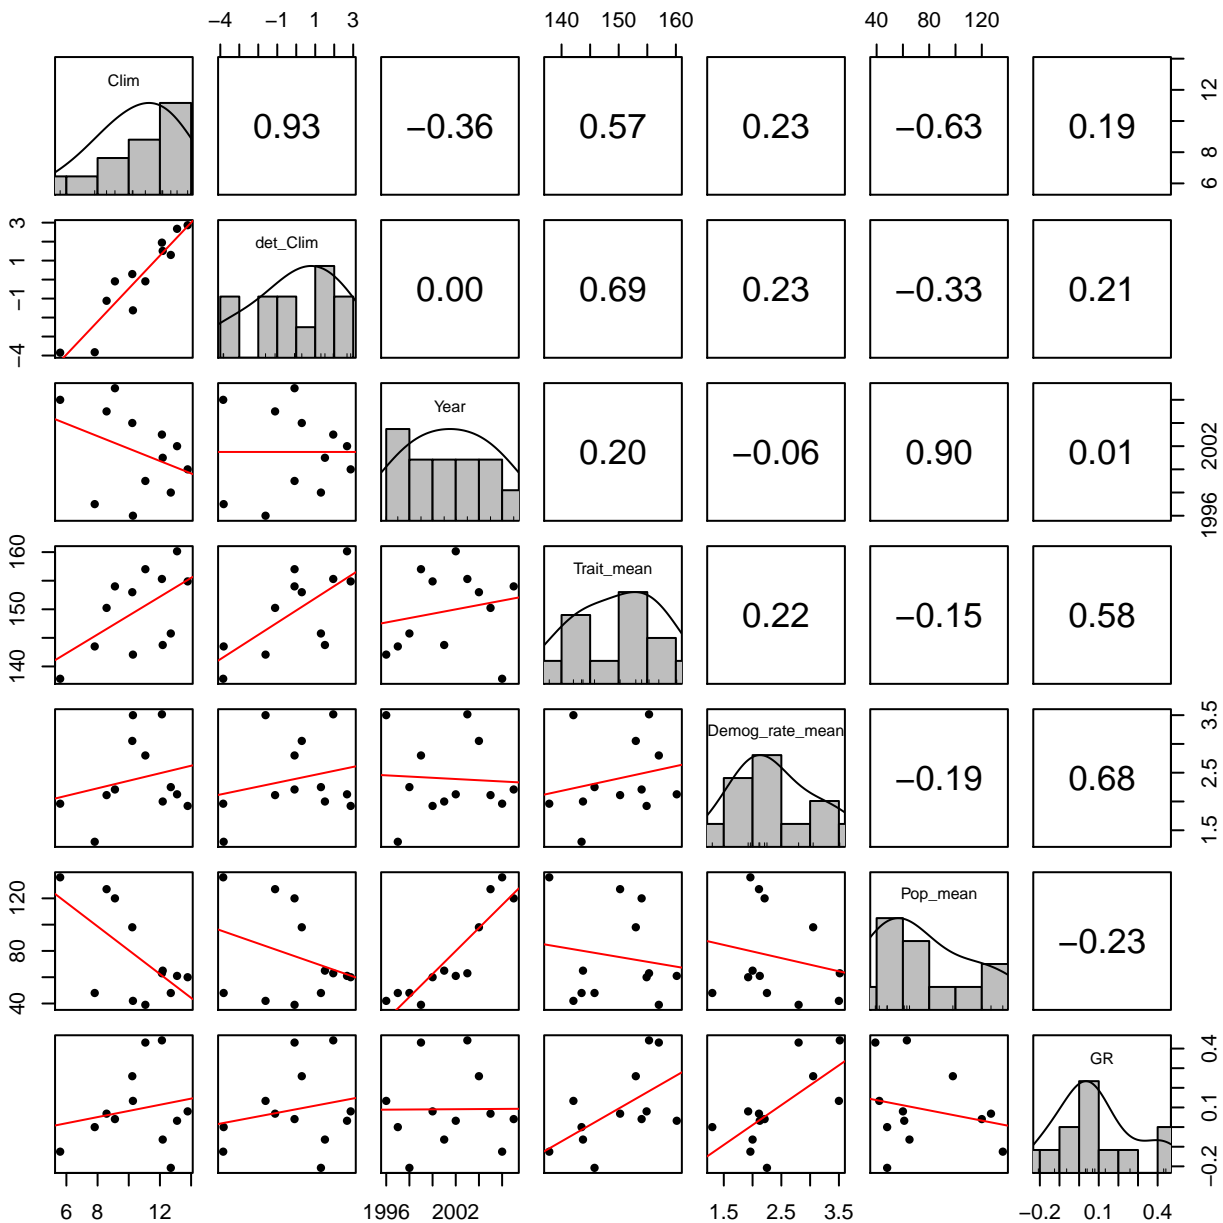 −4 −1 1 3 140 150 160 40 80 120
Clim 0.93 −0.36 0.57 0.23 −0.63 0.19 6 8 12
−4 −1 1 3 det_Clim 0.00 0.69 0.23 −0.33 0.21
Year 0.20 −0.06 0.90 0.01 1996 2002
140 150 160 Trait_mean 0.22 −0.15 0.58
Demog_rate_mean −0.19 0.68 1.5 2.5 3.5
40 80 120 Pop_mean −0.23
GR −0.2 0.1 0.4
6 8 12 1996 2002 1.5 2.5 3.5 −0.2 0.1 0.4